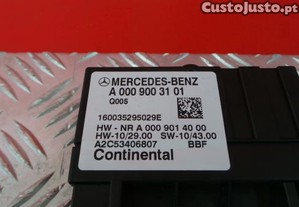 CustoJusto.pt
MERCEDES-BENZ
A 000 900 31 01
Q005
160035295029E
HW - NR A 000 901 40 00
HW-10/29.00 SW-10/43.00
A2C53406807 BBF
Continental